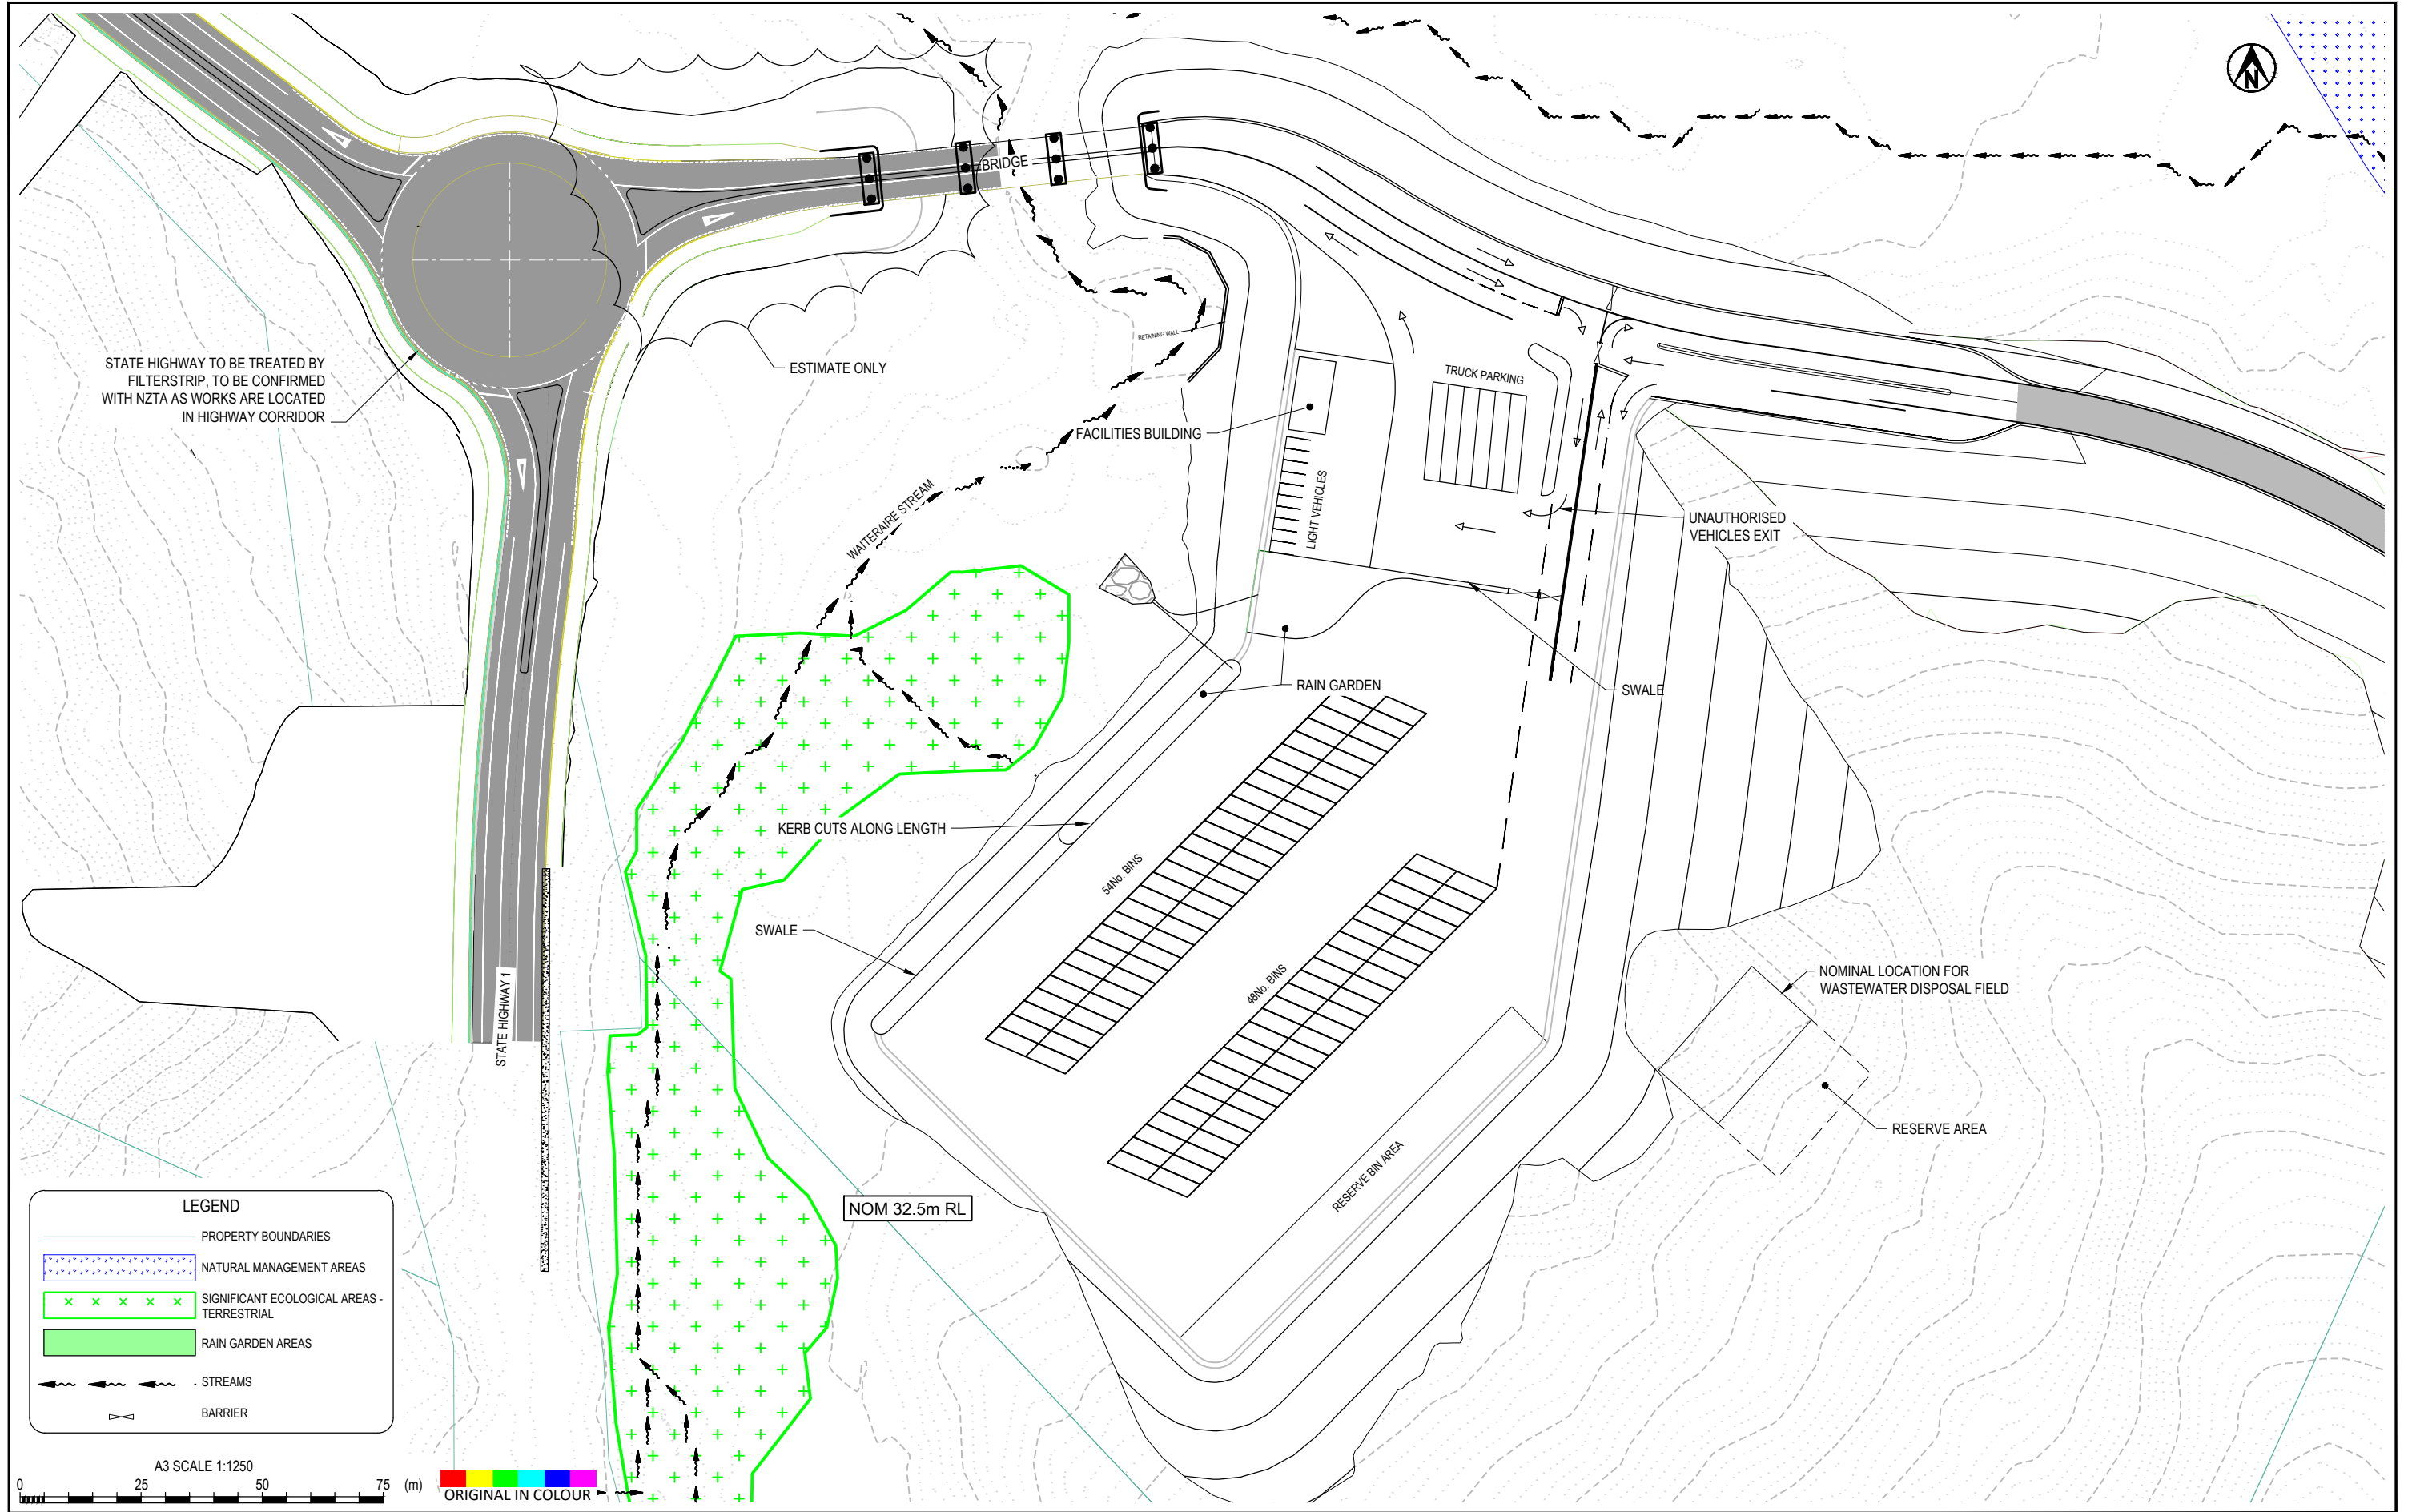 N
BRIDGE
RETAINING WALL
STATE HIGHWAY TO BE TREATED BY
FILTERSTRIP, TO BE CONFIRMED
WITH NZTA AS WORKS ARE LOCATED
IN HIGHWAY CORRIDOR
ESTIMATE ONLY
TRUCK PARKING
FACILITIES BUILDING
LIGHT VEHICLES
WAITERAIRE STREAM
UNAUTHORISED
VEHICLES EXIT
RAIN GARDEN
SWALE
KERB CUTS ALONG LENGTH
54No. BINS
SWALE
48No. BINS
NOMINAL LOCATION FOR
WASTEWATER DISPOSAL FIELD
STATE HIGHWAY 1
RESERVE AREA
RESERVE BIN AREA
NOM 32.5m RL
LEGEND
PROPERTY BOUNDARIES
NATURAL MANAGEMENT AREAS
SIGNIFICANT ECOLOGICAL AREAS -
TERRESTRIAL
RAIN GARDEN AREAS
STREAMS
BARRIER
A3 SCALE 1:1250
0 25 50 75 (m)
ORIGINAL IN COLOUR